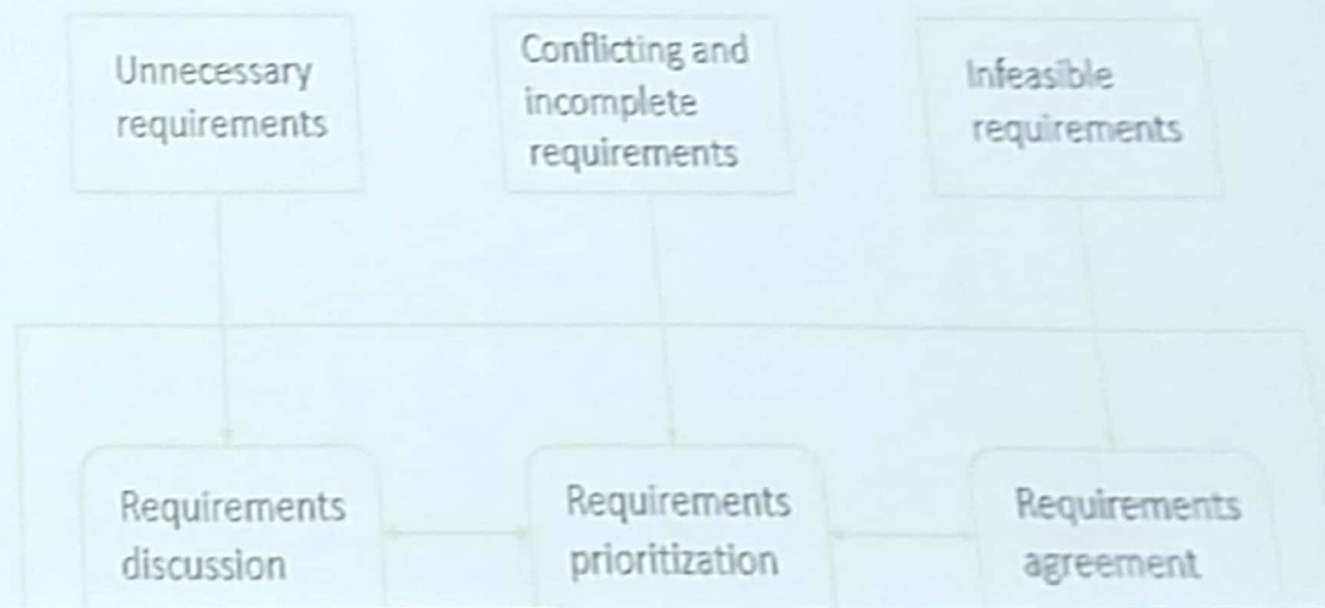 Unnecessary
requirements
Conflicting and
incomplete
requirements
Infeasible
requirements
Requirements
discussion
Requirements
prioritization
Requirements
agreement